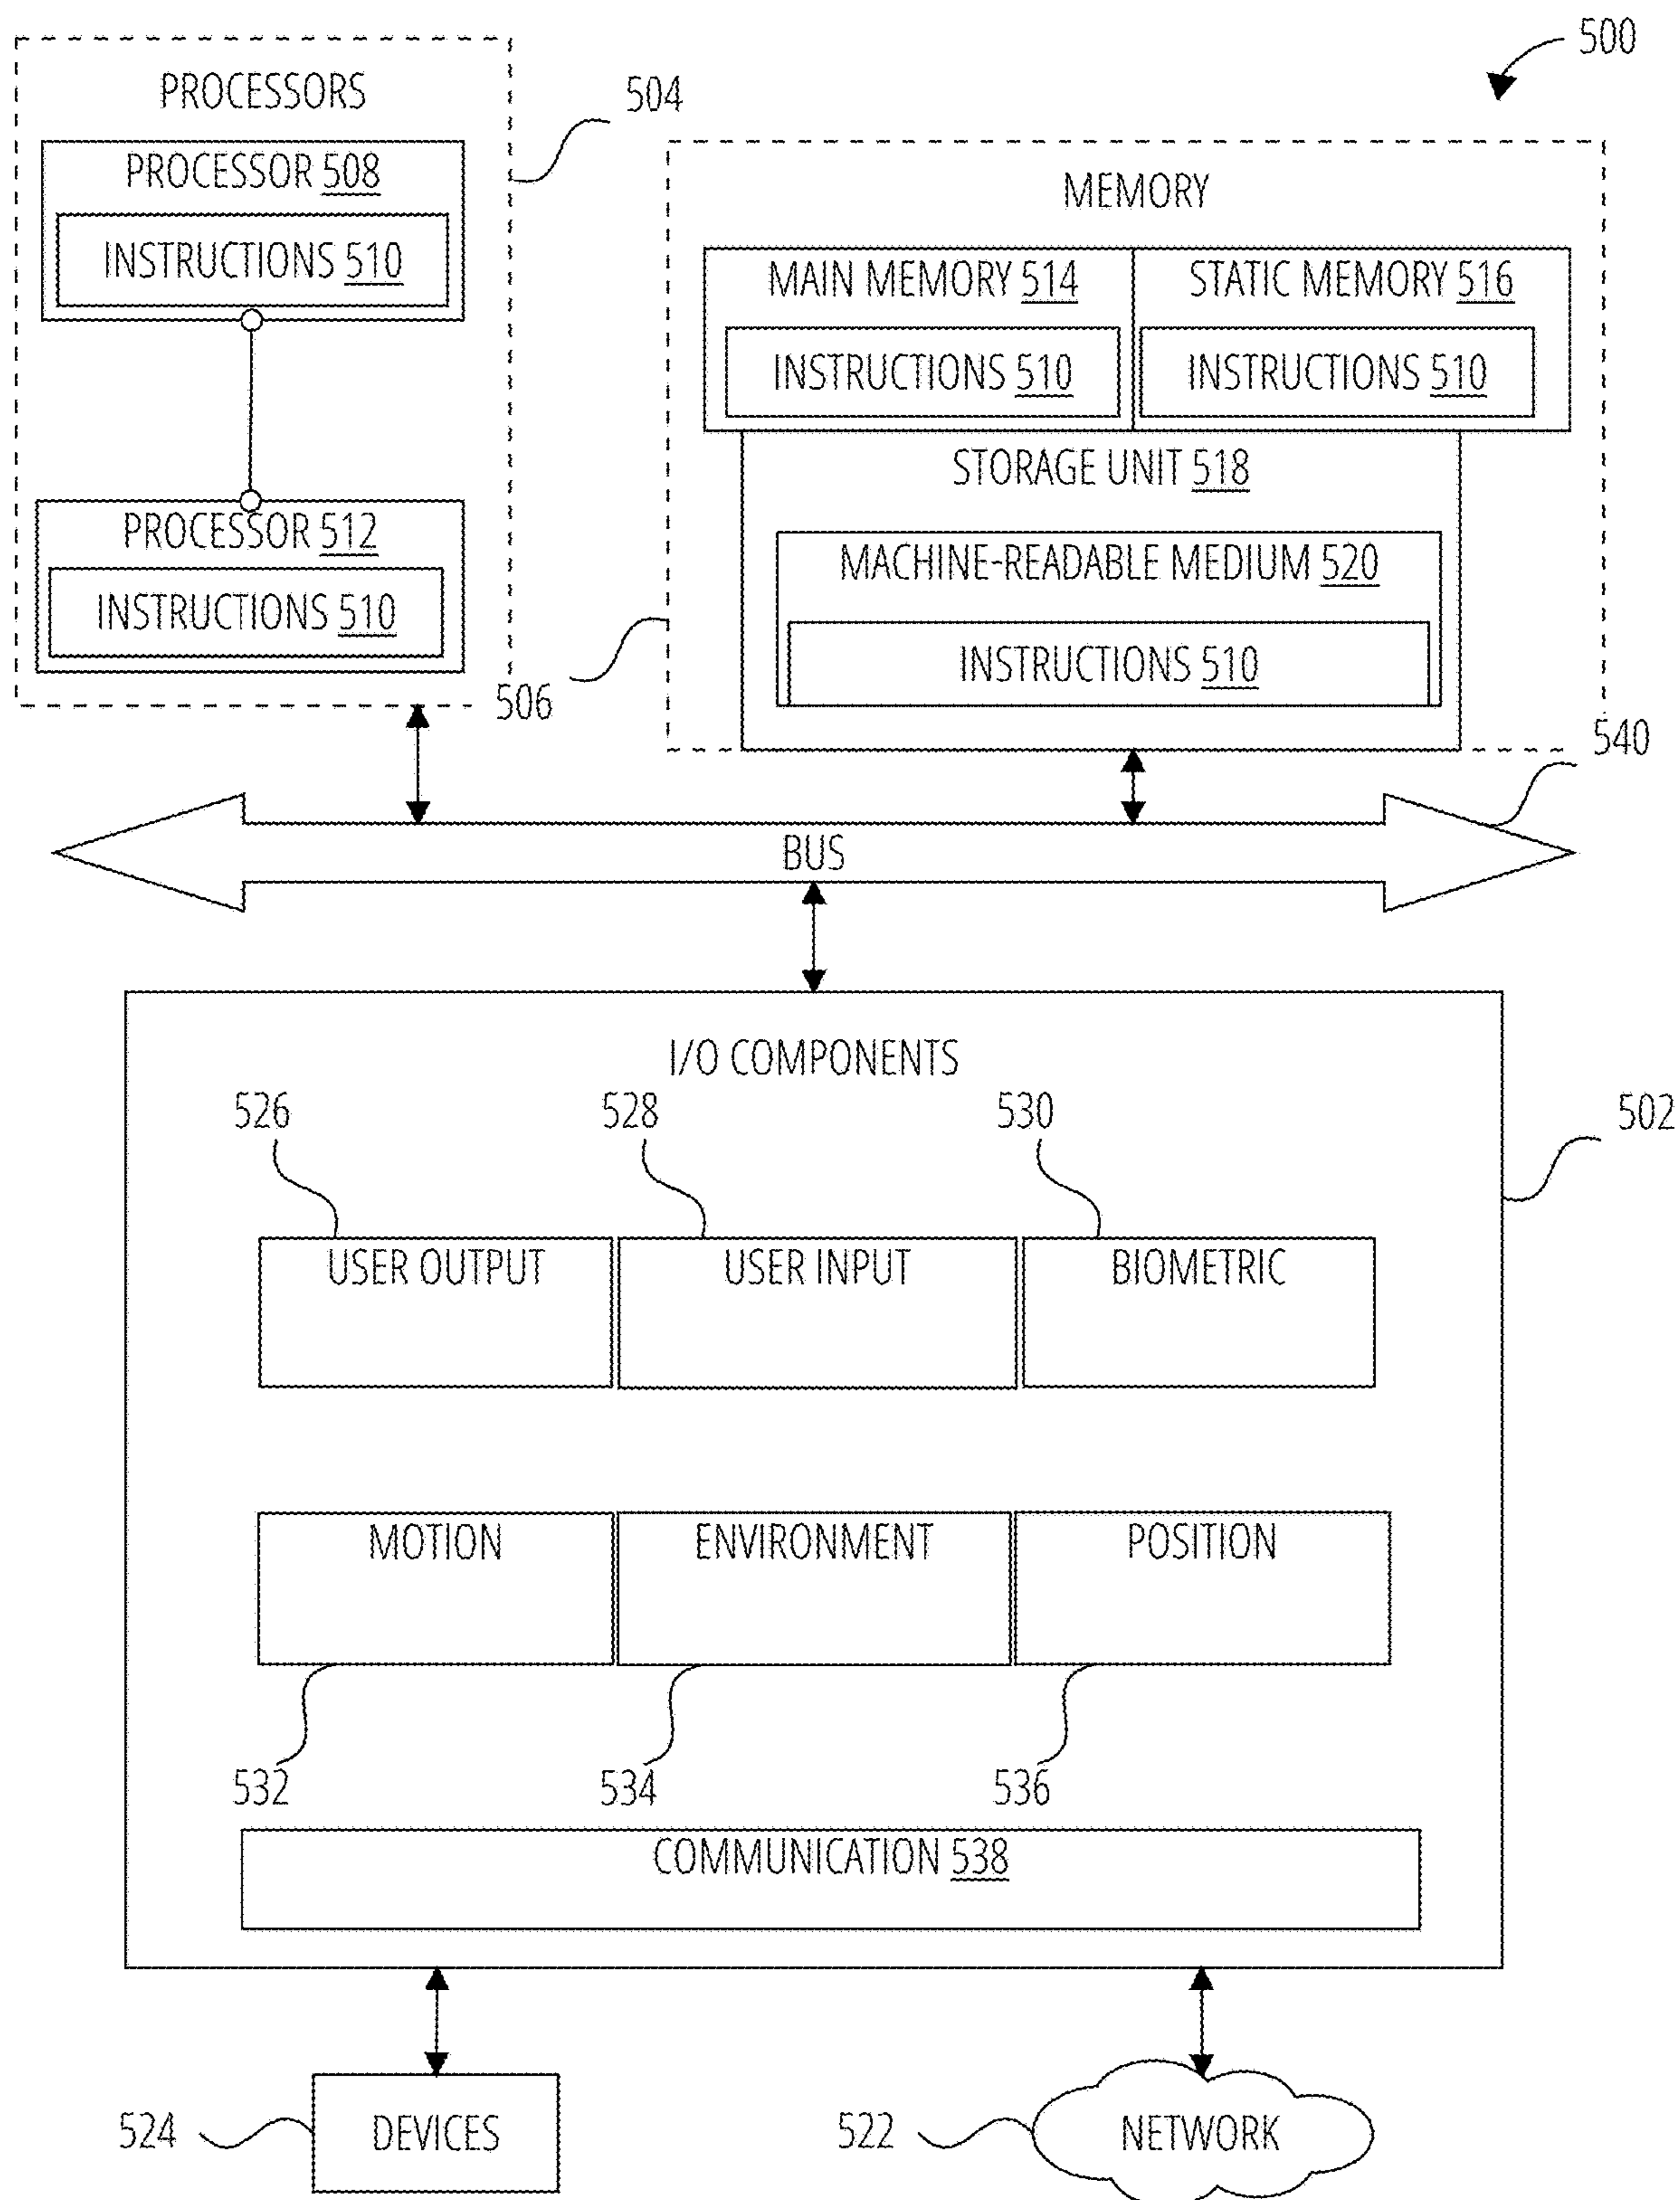 500
PROCESSORS
504
PROCESSOR 508
INSTRUCTIONS 510
PROCESSOR 512
INSTRUCTIONS 510
MEMORY
MAIN MEMORY 514
INSTRUCTIONS 510
STATIC MEMORY 516
INSTRUCTIONS 510
STORAGE UNIT 518
MACHINE-READABLE MEDIUM 520
INSTRUCTIONS 510
506
540
BUS
I/O COMPONENTS
502
526
528
530
USER OUTPUT
USER INPUT
BIOMETRIC
MOTION
ENVIRONMENT
POSITION
532
534
536
COMMUNICATION 538
524
DEVICES
522
NETWORK